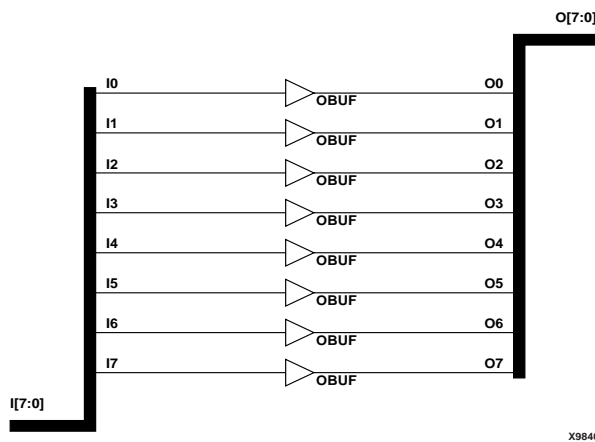 O[7:0]
I0 OBUF O0
I1 OBUF O1
I2 OBUF O2
I3 OBUF O3
I4 OBUF O4
I5 OBUF O5
I6 OBUF O6
I7 OBUF O7
I[7:0]